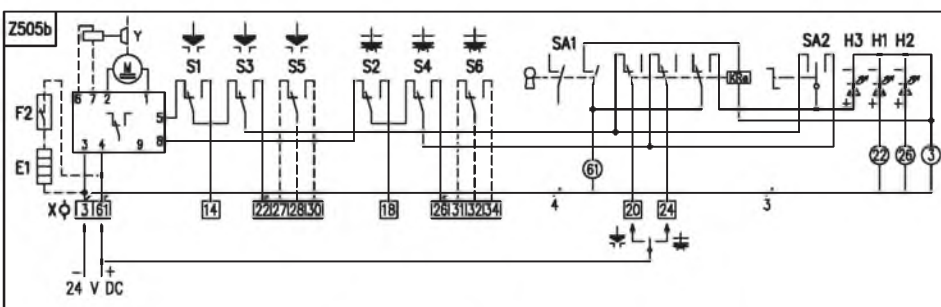 Z505b
Y
M
S1 S3 S5 S2 S4 S6
SA1
SA2 H3 H1 H2
6 7 2 1
5
8
3 4 9
F2
E1
+ + +
61 22 26 3
X 3 61 14 22 27 28 30 18 26 31 32 34 4 20 24 3
- +
24 V DC